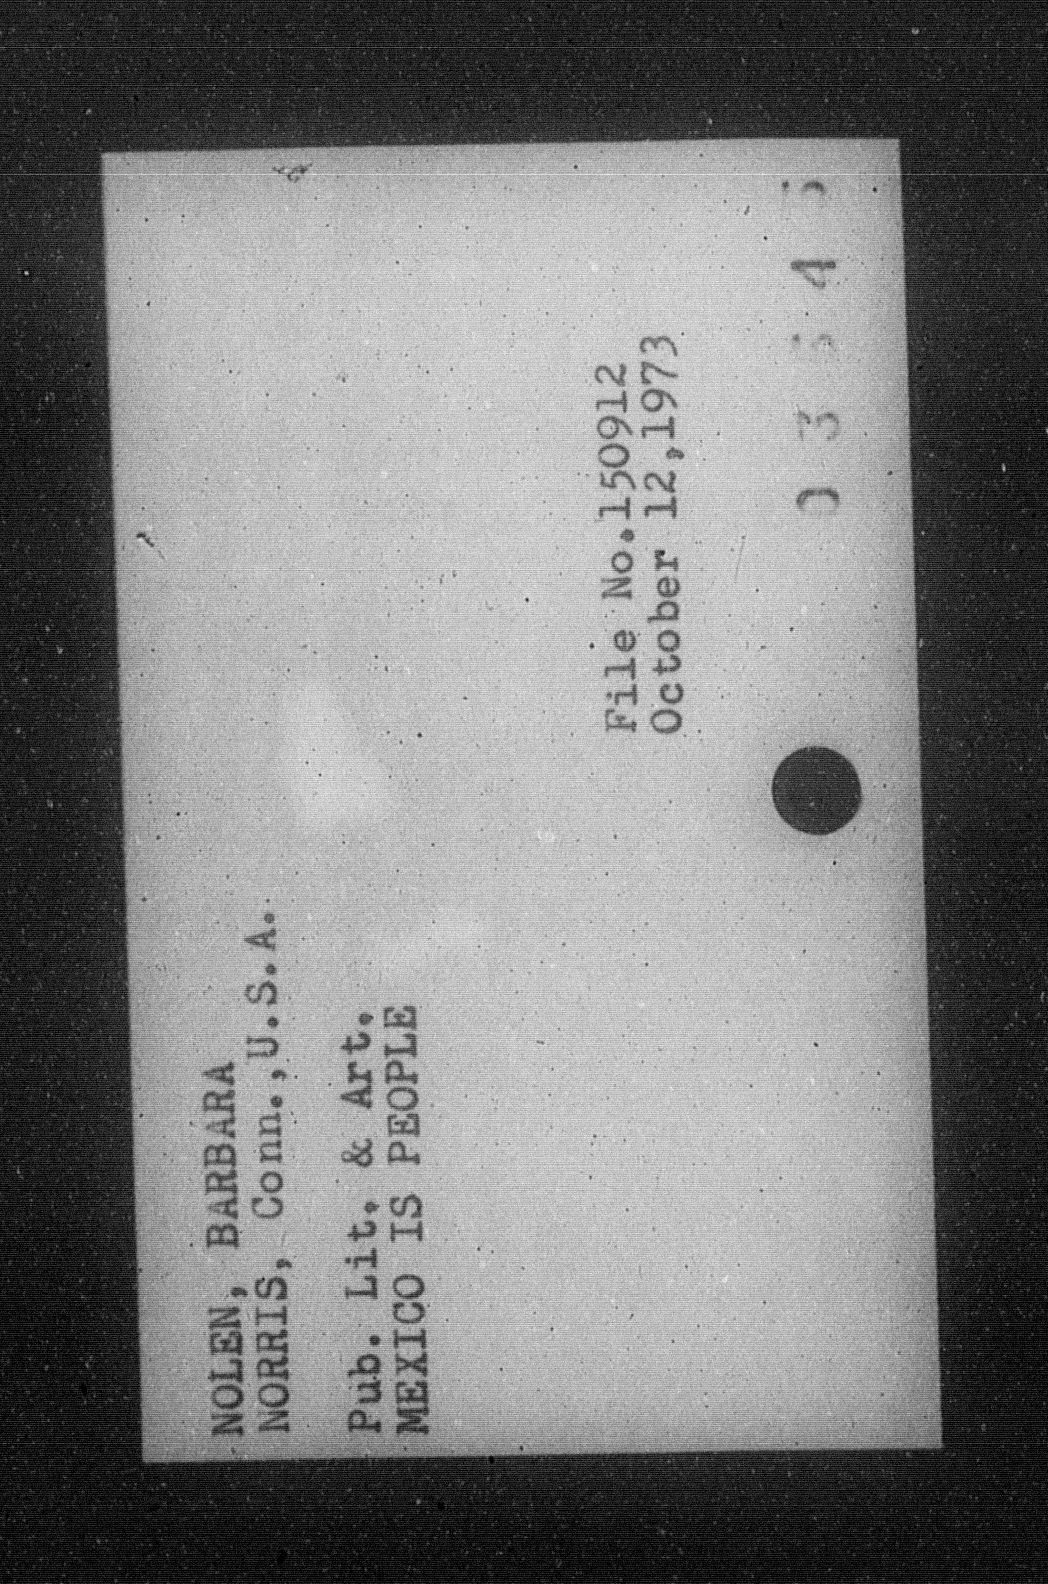 NOLEN, BARBARA
NORRIS, Conn.,U.S.A.
Pub. Lit. & Art.
MEXICO IS PEOPLE
File No.150912
October 12,1973